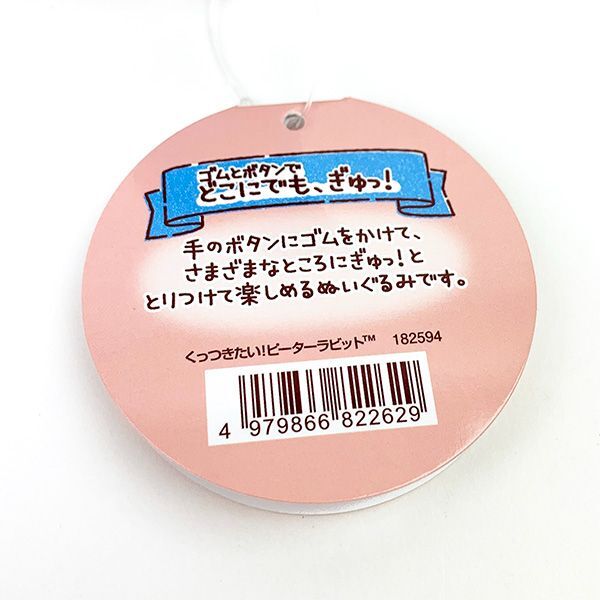 ゴムとボタンで
どこにでも、ぎゅっ!
手のボタンにゴムをかけて、
さまざまなところにぎゅっ!と
とりつけて楽しめるぬいぐるみです。
くっつきたい!ピーターラビット™ 182594
4 979866 822629